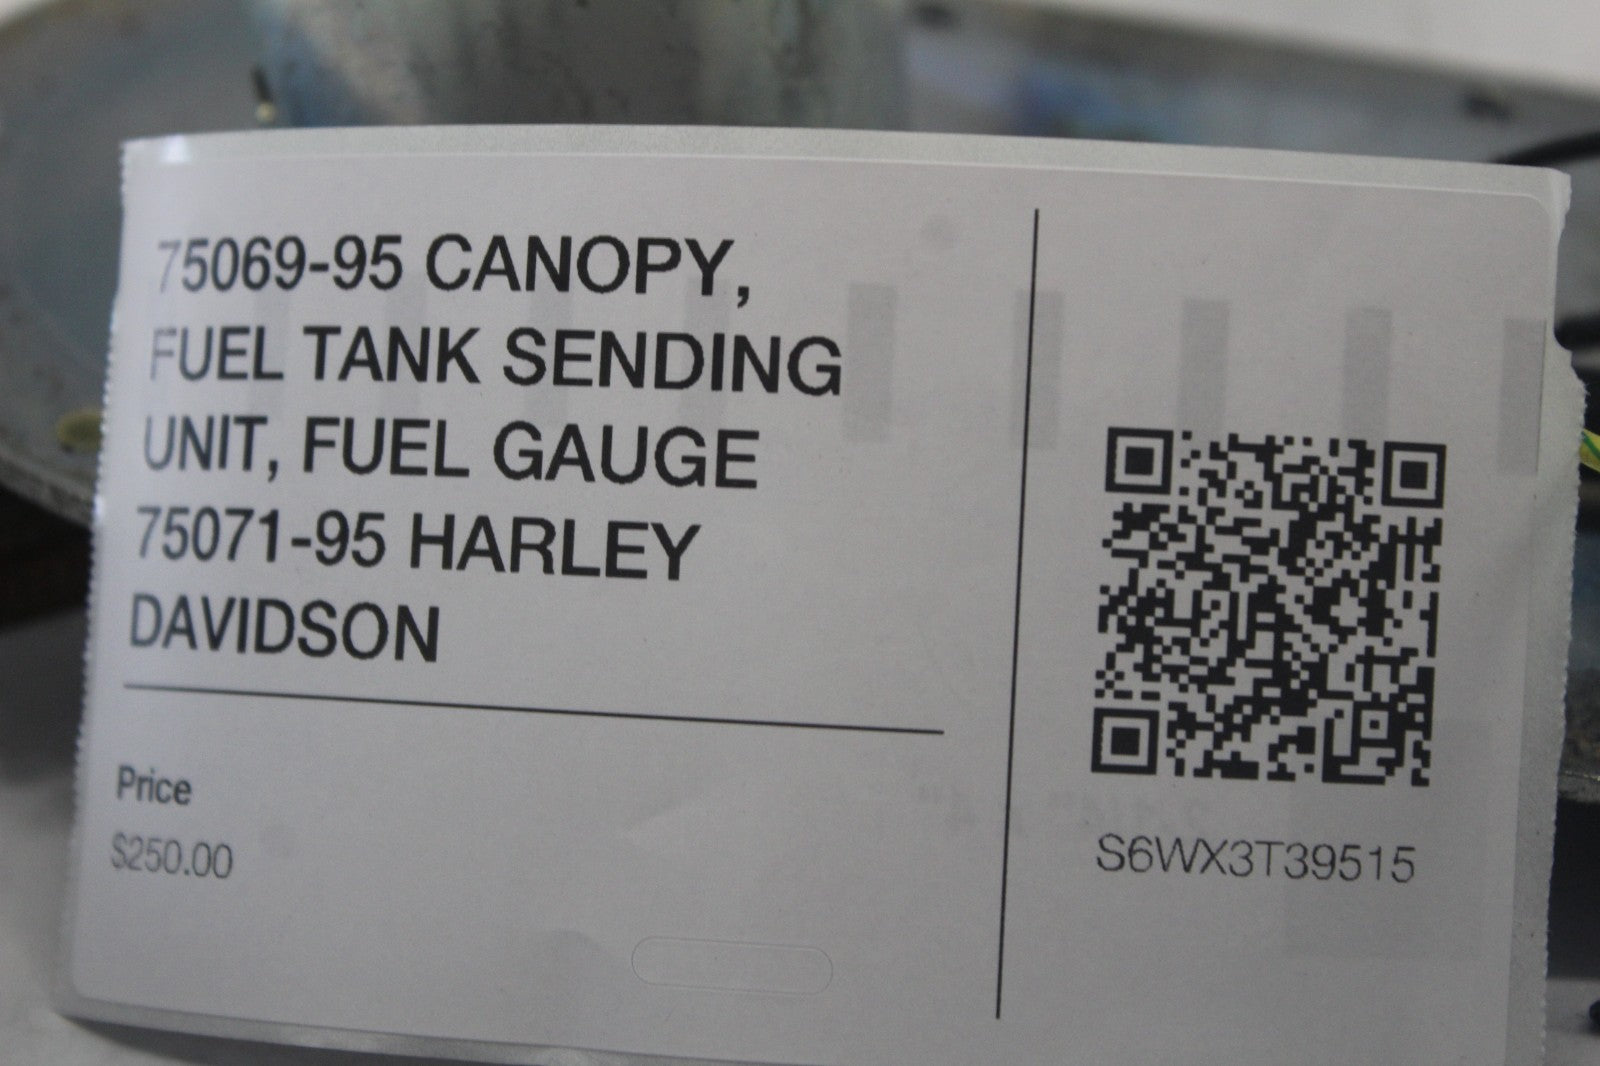 75069-95 CANOPY,
FUEL TANK SENDING
UNIT, FUEL GAUGE
75071-95 HARLEY
DAVIDSON
Price
$250.00
S6WX3T39515